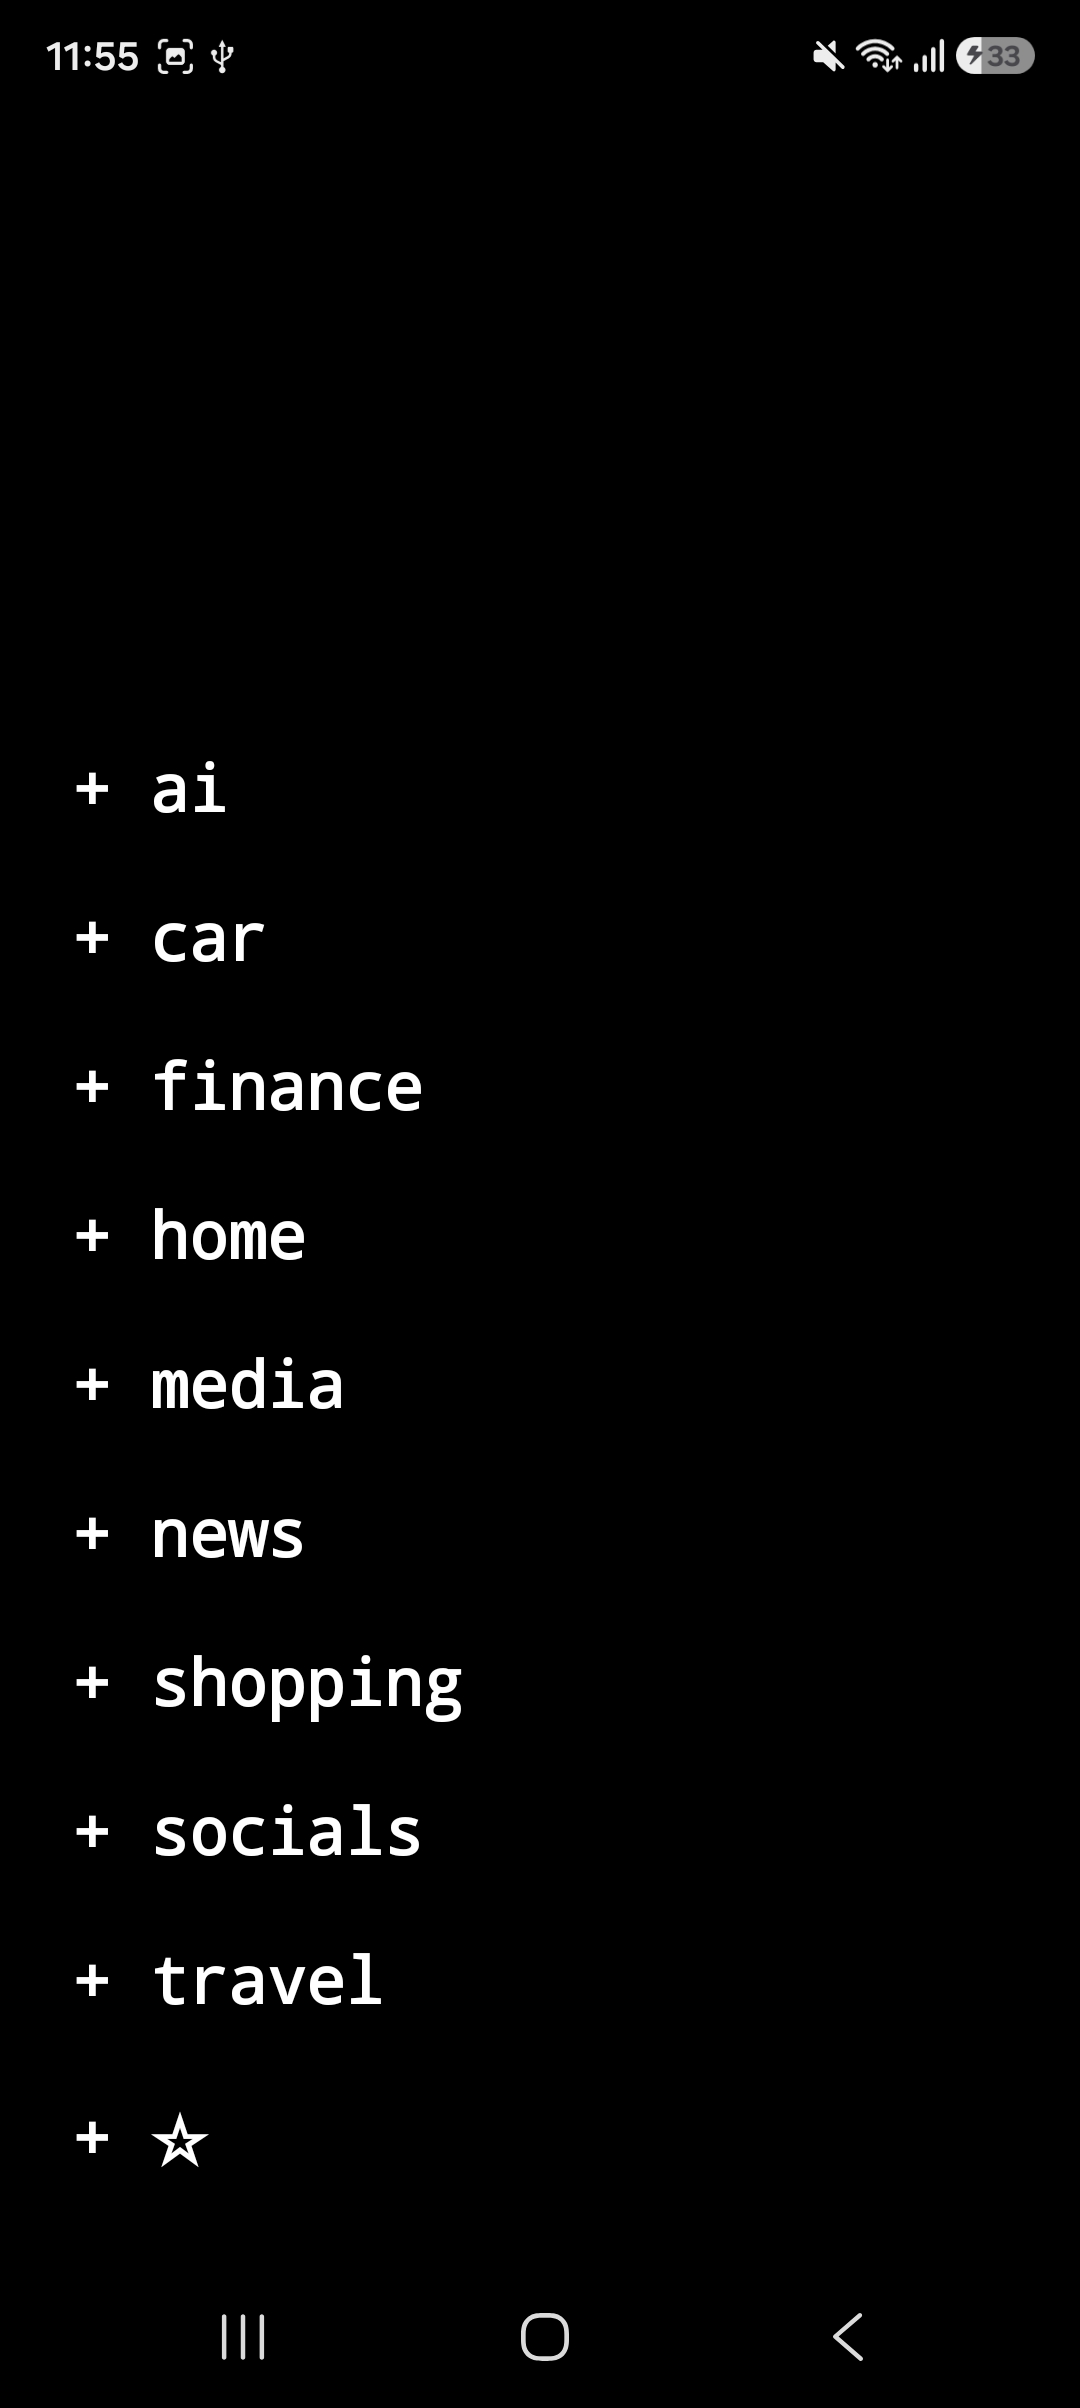 11:55 33
+ ai
+ car
+ finance
+ home
+ media
+ news
+ shopping
+ socials
+ travel
+ ☆